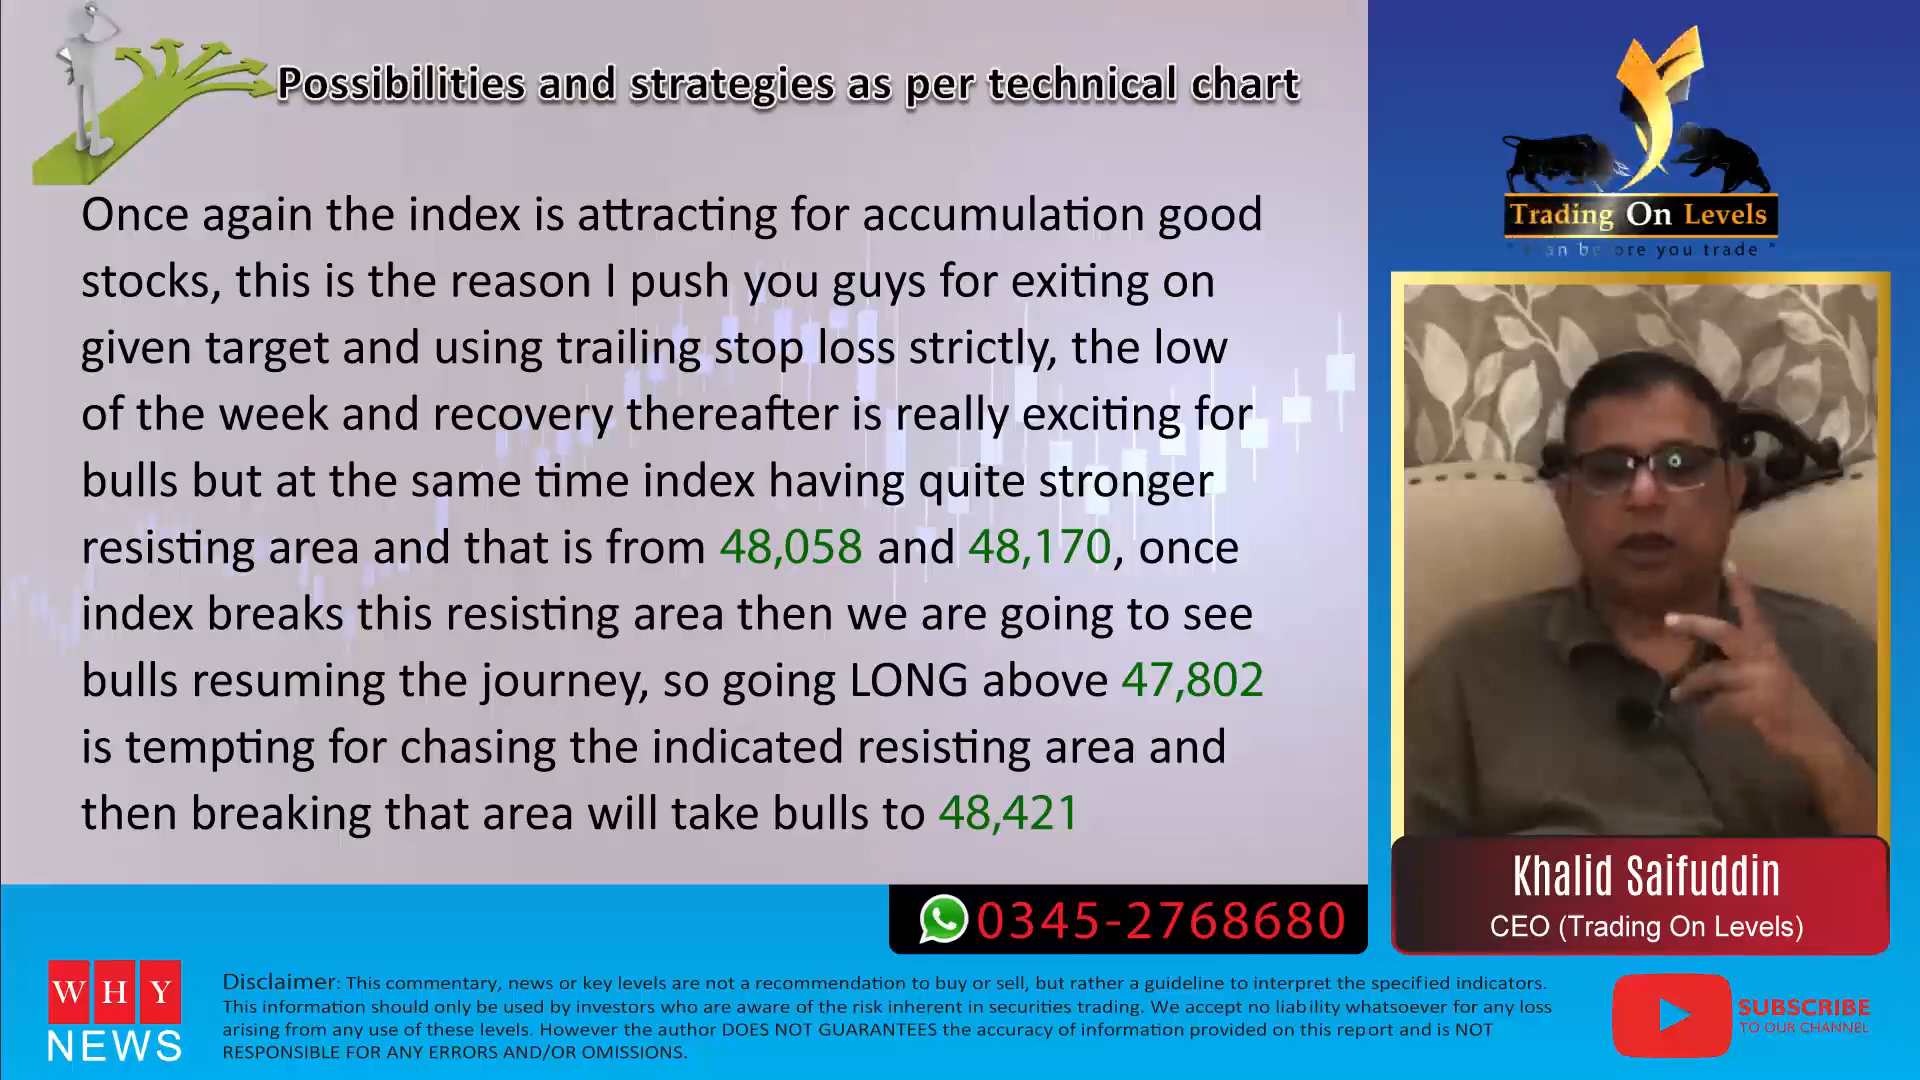 Possibilities and strategies as per technical chart
Once again the index is attracting for accumulation good
stocks, this is the reason I push you guys for exiting on
given target and using trailing stop loss strictly, the low
of the week and recovery thereafter is really exciting for
bulls but at the same time index having quite stronger
resisting area and that is from 48,058 and 48,170, once
index breaks this resisting area then we are going to see
bulls resuming the journey, so going LONG above 47,802
is tempting for chasing the indicated resisting area and
then breaking that area will take bulls to 48,421
Trading On Levels
you trade "
Khalid Saifuddin
CEO (Trading On Levels)
0345-2768680
WHY
NEWS
Disclaimer: This commentary, news or key levels are not a recommendation to buy or sell, but rather a guideline to interpret the specified indicators.
This information should only be used by investors who are aware of the risk inherent in securities trading. We accept no liability whatsoever for any loss
arising from any use of these levels. However the author DOES NOT GUARANTEES the accuracy of information provided on this report and is NOT
RESPONSIBLE FOR ANY ERRORS AND/OR OMISSIONS.
SUBSCRIBE
TO OUR CHANNEL